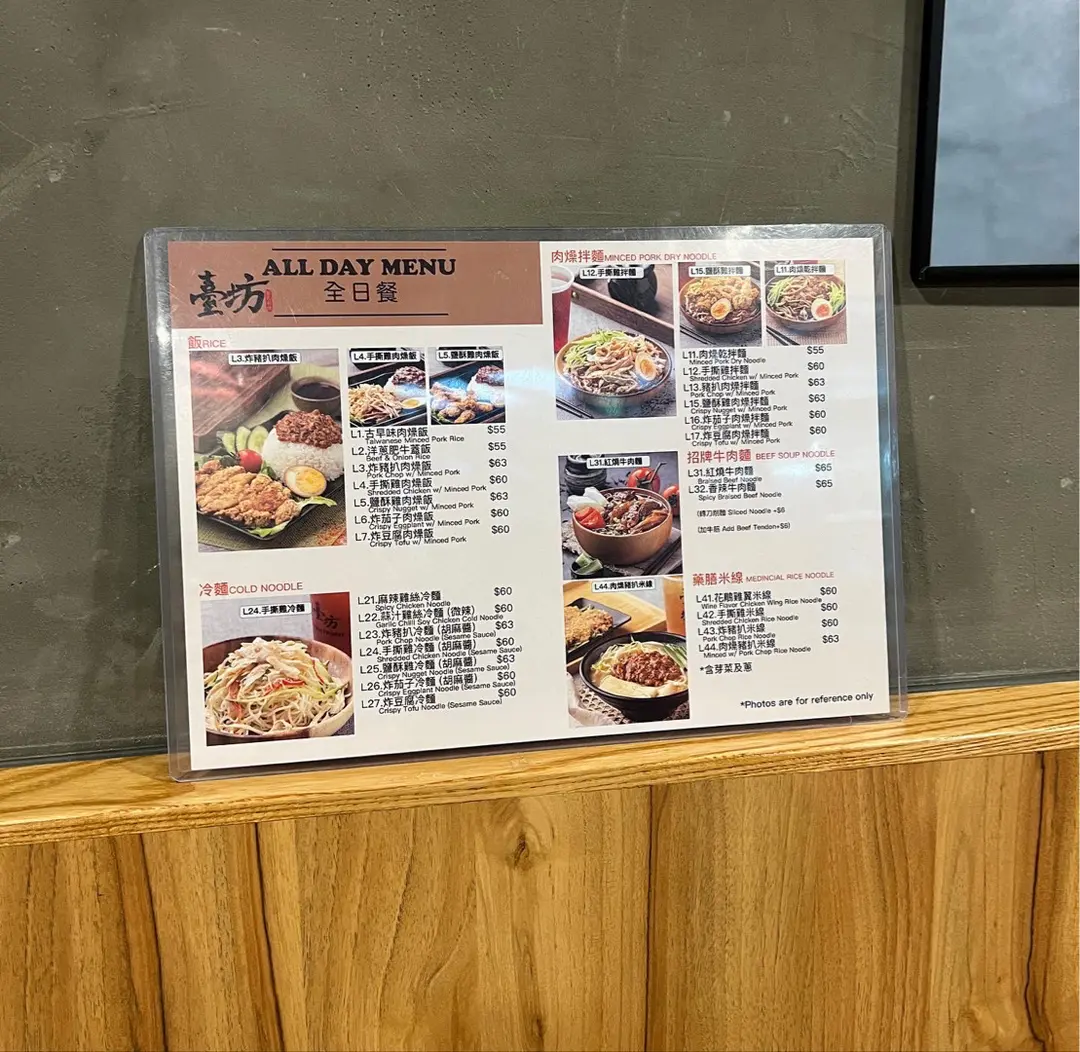 ALL DAY MENU
臺坊
全日餐
飯RICE
L3.炸豬扒肉燥飯
L4.手撕雞肉燥飯
L5.鹽酥雞肉燥飯
L1.古早味肉燥飯 $55
Taiwanese Minced Pork Rice
L2.洋蔥肥牛蓋飯 $55
Beef & Onion Rice
L3.炸豬扒肉燥飯 $63
Pork Chop w/ Minced Pork
L4.手撕雞肉燥飯 $60
Shredded Chicken w/ Minced Pork
L5.鹽酥雞肉燥飯 $63
Crispy Nugget w/ Minced Pork
L6.炸茄子肉燥飯 $60
Crispy Eggplant w/ Minced Pork
L7.炸豆腐肉燥飯 $60
Crispy Tofu w/ Minced Pork
冷麵COLD NOODLE
L24.手撕雞冷麵
L21.麻辣雞絲冷麵 $60
Spicy Chicken Noodle
L22.蒜汁雞絲冷麵 (微辣) $60
Garlic Chili Soy Chicken Cold Noodle
L23.炸豬扒冷麵 (胡麻醬) $63
Pork Chop Noodle (Sesame Sauce)
L24.手撕雞冷麵 (胡麻醬) $60
Shredded Chicken Noodle (Sesame Sauce)
L25.鹽酥雞冷麵 (胡麻醬) $63
Crispy Nugget Noodle (Sesame Sauce)
L26.炸茄子冷麵 (胡麻醬) $60
Crispy Eggplant Noodle (Sesame Sauce)
L27.炸豆腐冷麵 $60
Crispy Tofu Noodle (Sesame Sauce)
肉燥拌麵MINCED PORK DRY NOODLE
L12.手撕雞拌麵
L15.鹽酥雞拌麵
L11.肉燥乾拌麵
L11.肉燥乾拌麵 $55
Minced Pork Dry Noodle
L12.手撕雞拌麵 $60
Shredded Chicken w/ Minced Pork
L13.豬扒肉燥拌麵 $63
Pork Chop w/ Minced Pork
L15.鹽酥雞肉燥拌麵 $63
Crispy Nugget w/ Minced Pork
L16.炸茄子肉燥拌麵 $60
Crispy Eggplant w/ Minced Pork
L17.炸豆腐肉燥拌麵 $60
Crispy Tofu w/ Minced Pork
招牌牛肉麵 BEEF SOUP NOODLE
L31.紅燒牛肉麵
L31.紅燒牛肉麵 $65
Braised Beef Noodle
L32.香辣牛肉麵 $65
Spicy Braised Beef Noodle
(轉刀削麵 Sliced Noodle +$6
(加牛筋 Add Beef Tendon+$6)
藥膳米線 MEDINCIAL RICE NOODLE
L44.肉燥豬扒米線
L41.花雕雞翼米線 $60
Wine Flavor Chicken Wing Rice Noodle
L42.手撕雞米線 $60
Shredded Chicken Rice Noodle
L43.炸豬扒米線 $60
Pork Chop Rice Noodle
L44.肉燥豬扒米線 $63
Minced w/ Pork Chop Rice Noodle
*含芽菜及蔥
*Photos are for reference only